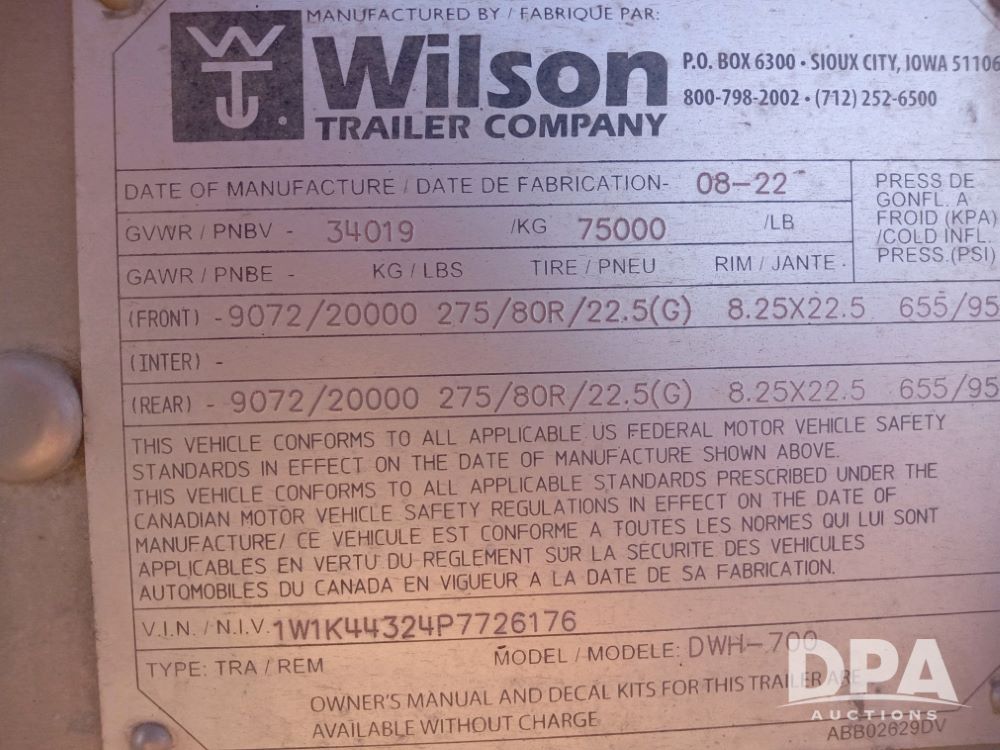 MANUFACTURED BY / FABRIQUE PAR:
Wilson
TRAILER COMPANY
P.O. BOX 6300 • SIOUX CITY, IOWA 51106
800-798-2002 • (712) 252-6500
DATE OF MANUFACTURE / DATE DE FABRICATION- 08-22
PRESS DE
GONFL. A
FROID (KPA)
/COLD INFL.
PRESS.(PSI)
GVWR / PNBV - 34019 /KG 75000 /LB
GAWR / PNBE - KG / LBS TIRE / PNEU RIM / JANTE -
(FRONT) - 9072/20000 275/80R/22.5(G) 8.25X22.5 655/95
(INTER) -
(REAR) - 9072/20000 275/80R/22.5(G) 8.25X22.5 655/95
THIS VEHICLE CONFORMS TO ALL APPLICABLE US FEDERAL MOTOR VEHICLE SAFETY
STANDARDS IN EFFECT ON THE DATE OF MANUFACTURE SHOWN ABOVE.
THIS VEHICLE CONFORMS TO ALL APPLICABLE STANDARDS PRESCRIBED UNDER THE
CANADIAN MOTOR VEHICLE SAFETY REGULATIONS IN EFFECT ON THE DATE OF
MANUFACTURE/ CE VEHICULE EST CONFORME A TOUTES LES NORMES QUI LUI SONT
APPLICABLES EN VERTU DU REGLEMENT SUR LA SECURITE DES VEHICULES
AUTOMOBILES DU CANADA EN VIGUEUR A LA DATE DE SA FABRICATION.
V.I.N. / N.I.V. 1W1K44324P7726176
TYPE: TRA / REM MODEL / MODELE: DWH-700
OWNER'S MANUAL AND DECAL KITS FOR THIS TRAILER ARE
AVAILABLE WITHOUT CHARGE
ABB02629DV
DPA
AUCTIONS